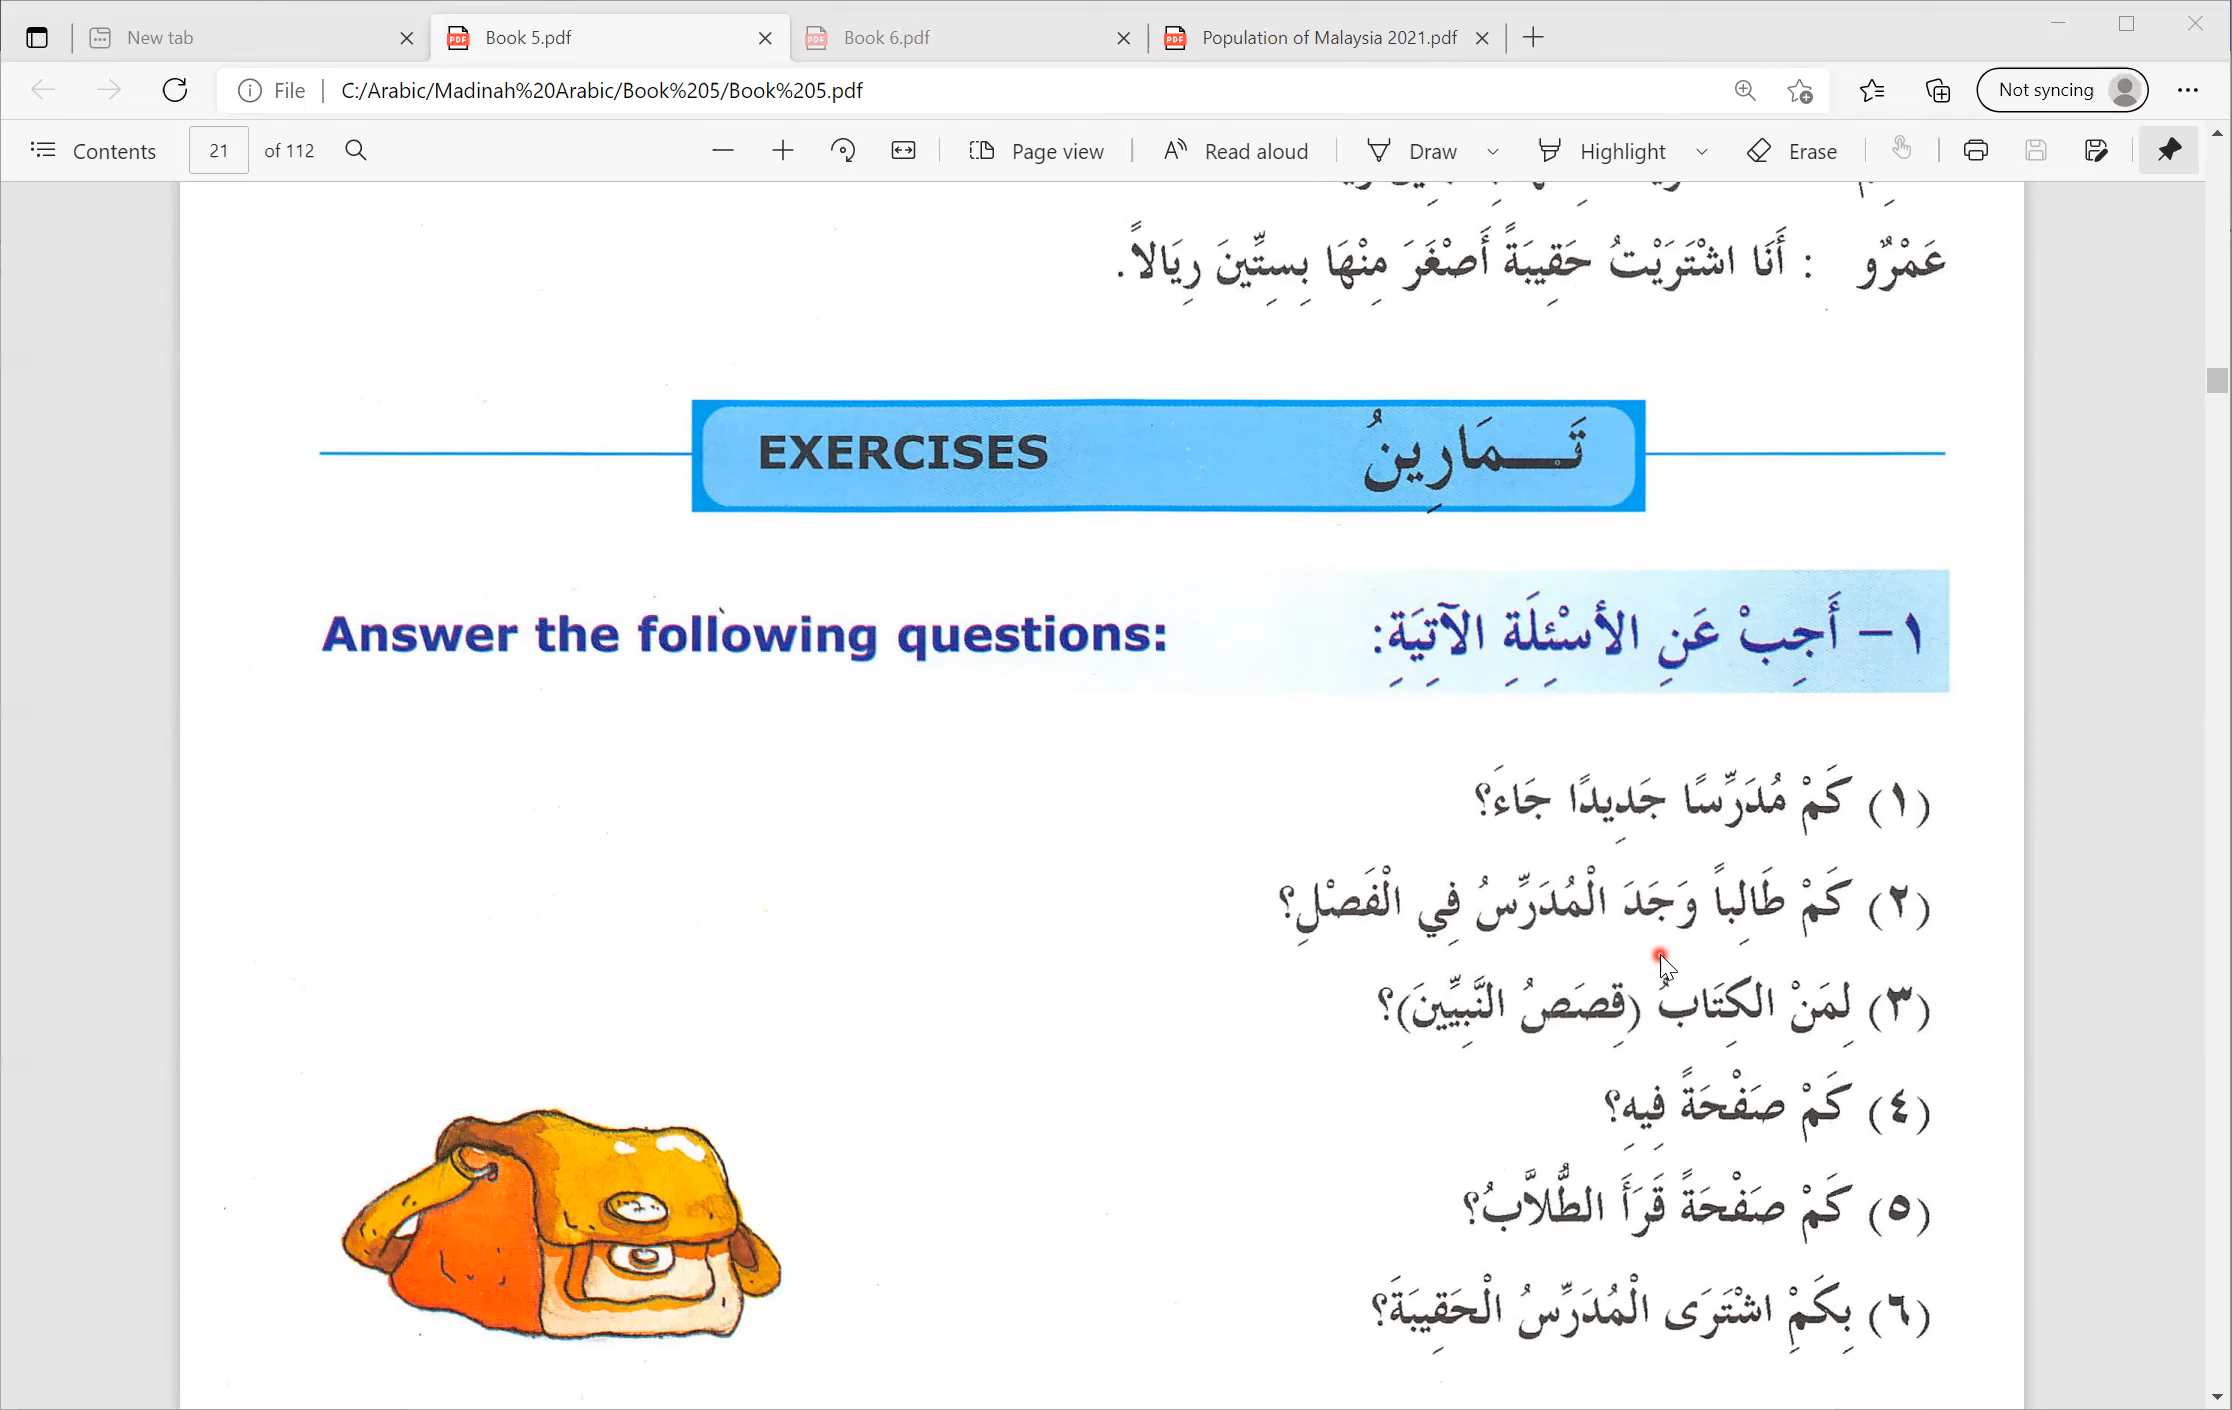 New tab
Book 5.pdf
Book 6.pdf
Population of Malaysia 2021.pdf
File | C:/Arabic/Madinah%20Arabic/Book%205/Book%205.pdf
Not syncing
Contents 21 of 112 Page view Read aloud Draw Highlight Erase
عَمْرٌو : أَنَا اشْتَرَيْتُ حَقِيبَةً أَصْغَرَ مِنْهَا بِسِتِّينَ رِيَالاً.
EXERCISES تَـــمَارِينُ
Answer the following questions: ١ – أَجِبْ عَنِ الأَسْئِلَةِ الآتِيَةِ:
(١) كَمْ مُدَرِّسًا جَدِيدًا جَاءَ؟
(٢) كَمْ طَالِباً وَجَدَ الْمُدَرِّسُ فِي الْفَصْلِ؟
(٣) لِمَنْ الكِتَابُ (قِصَصُ النَّبِيِّينَ)؟
(٤) كَمْ صَفْحَةً فِيهِ؟
(٥) كَمْ صَفْحَةً قَرَأَ الطُّلاَّبُ؟
(٦) بِكَمْ اشْتَرَى الْمُدَرِّسُ الْحَقِيبَةَ؟